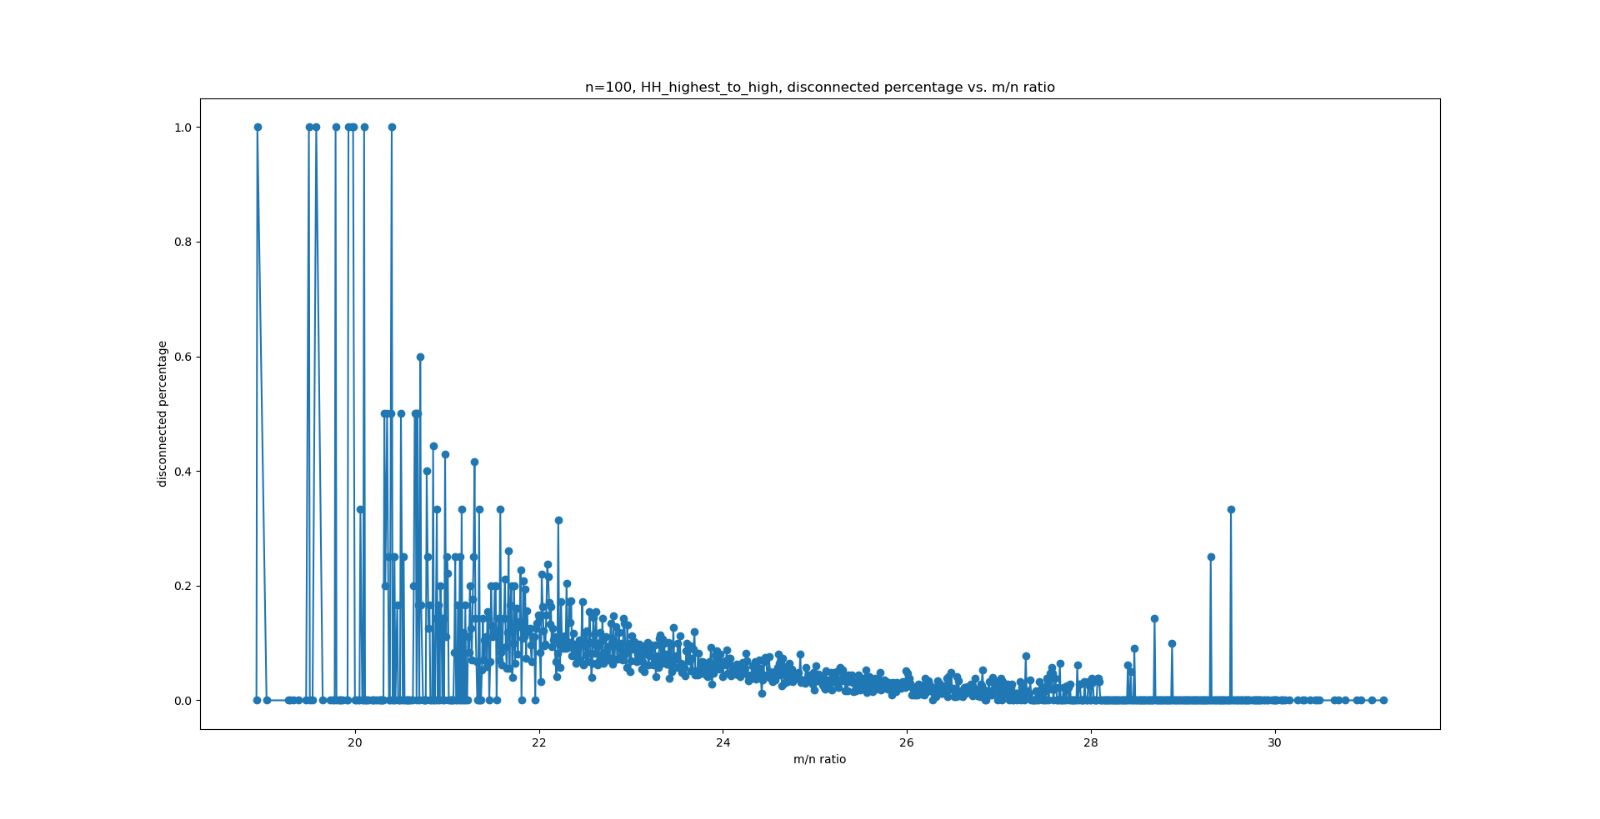 n=100, HH_highest_to_high, disconnected percentage vs. m/n ratio
1.0
0.8
0.6
0.4
0.2
0.0
disconnected percentage
20 22 24 26 28 30
m/n ratio